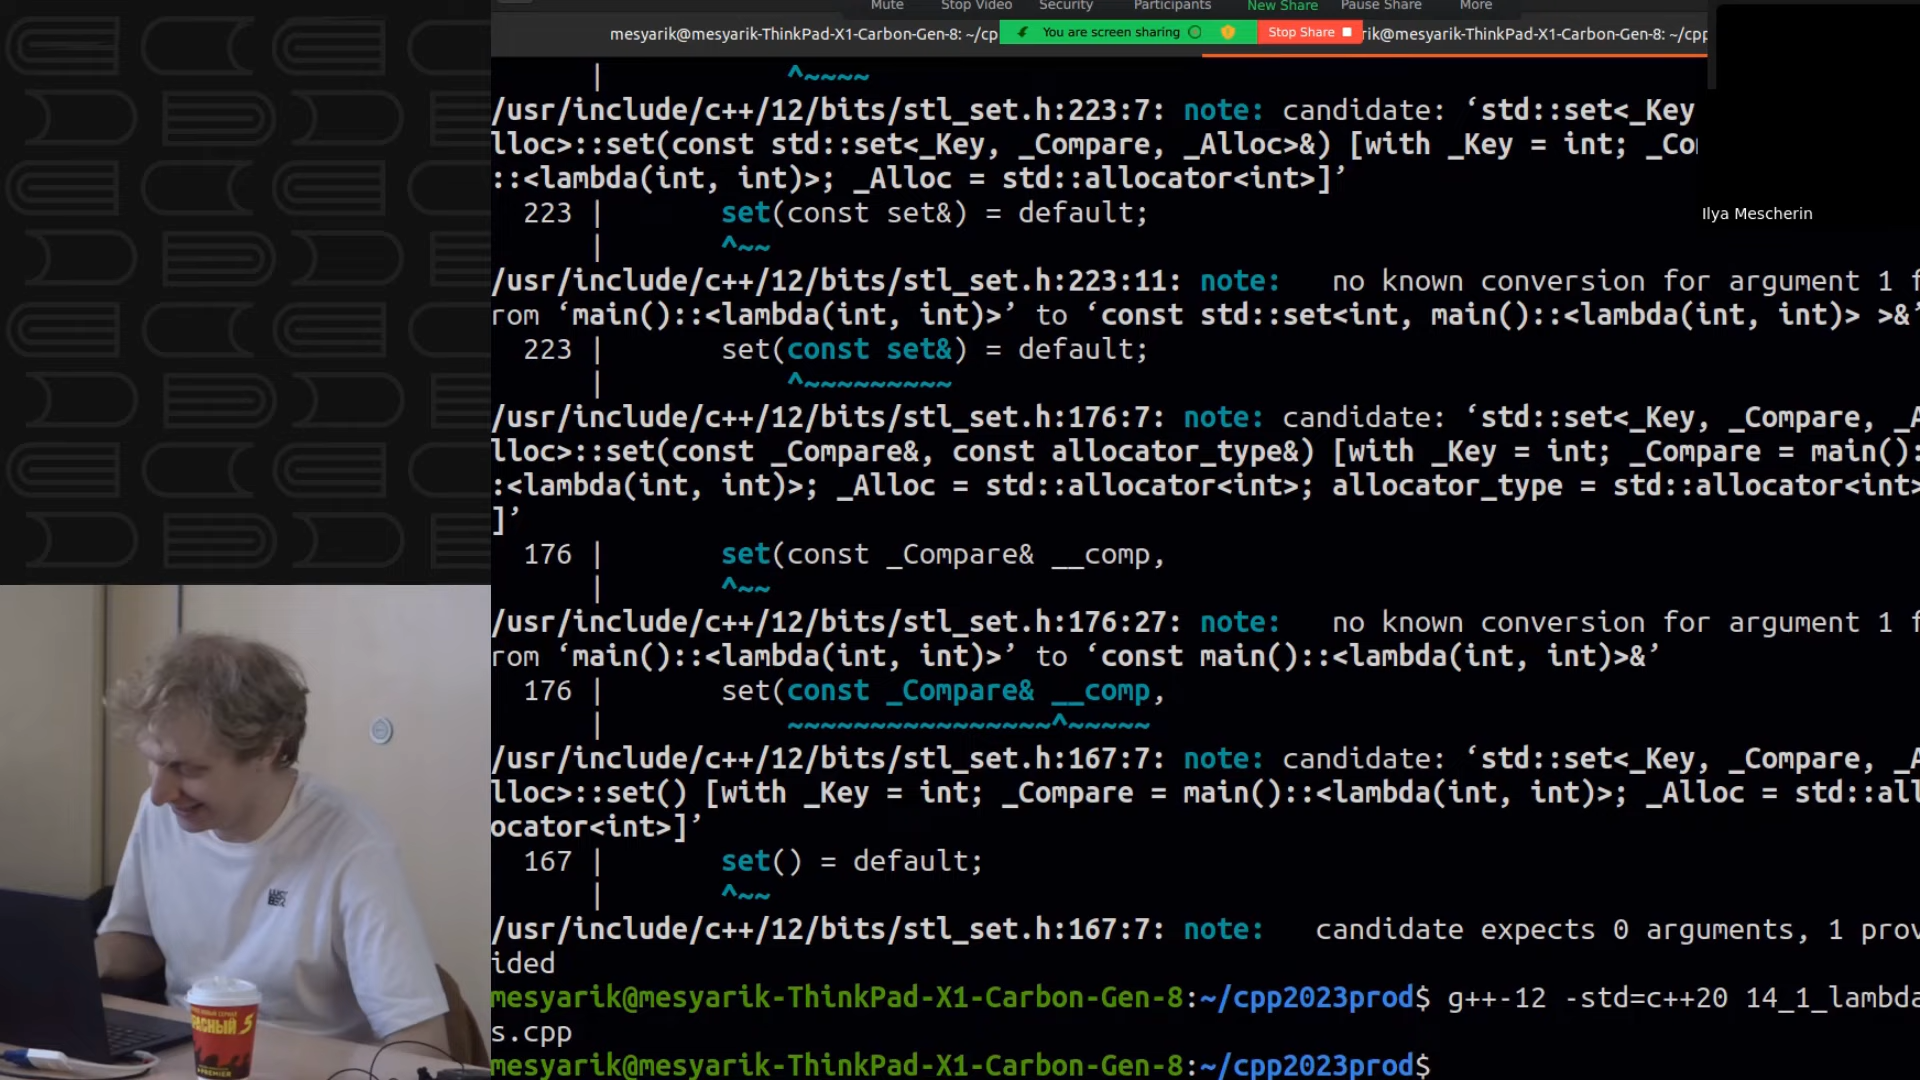 Mute Stop Video Security Participants New Share Pause Share More
mesyarik@mesyarik-ThinkPad-X1-Carbon-Gen-8: ~/cp You are screen sharing Stop Share rik@mesyarik-ThinkPad-X1-Carbon-Gen-8: ~/cpp
| ^~~~~
/usr/include/c++/12/bits/stl_set.h:223:7: note: candidate: ‘std::set<_Key
lloc>::set(const std::set<_Key, _Compare, _Alloc>&) [with _Key = int; _Co
::<lambda(int, int)>; _Alloc = std::allocator<int>]’
Ilya Mescherin
223 | set(const set&) = default;
| ^~~
/usr/include/c++/12/bits/stl_set.h:223:11: note: no known conversion for argument 1 f
rom ‘main()::<lambda(int, int)>’ to ‘const std::set<int, main()::<lambda(int, int)> >&’
223 | set(const set&) = default;
| ^~~~~~~~~~
/usr/include/c++/12/bits/stl_set.h:176:7: note: candidate: ‘std::set<_Key, _Compare, _A
lloc>::set(const _Compare&, const allocator_type&) [with _Key = int; _Compare = main():
:<lambda(int, int)>; _Alloc = std::allocator<int>; allocator_type = std::allocator<int>
]’
176 | set(const _Compare& __comp,
| ^~~
/usr/include/c++/12/bits/stl_set.h:176:27: note: no known conversion for argument 1 f
rom ‘main()::<lambda(int, int)>’ to ‘const main()::<lambda(int, int)>&’
176 | set(const _Compare& __comp,
| ~~~~~~~~~~~~~~~~^~~~~~
/usr/include/c++/12/bits/stl_set.h:167:7: note: candidate: ‘std::set<_Key, _Compare, _A
lloc>::set() [with _Key = int; _Compare = main()::<lambda(int, int)>; _Alloc = std::all
ocator<int>]’
167 | set() = default;
| ^~~
/usr/include/c++/12/bits/stl_set.h:167:7: note: candidate expects 0 arguments, 1 prov
ided
mesyarik@mesyarik-ThinkPad-X1-Carbon-Gen-8:~/cpp2023prod$ g++-12 -std=c++20 14_1_lambda
s.cpp
mesyarik@mesyarik-ThinkPad-X1-Carbon-Gen-8:~/cpp2023prod$